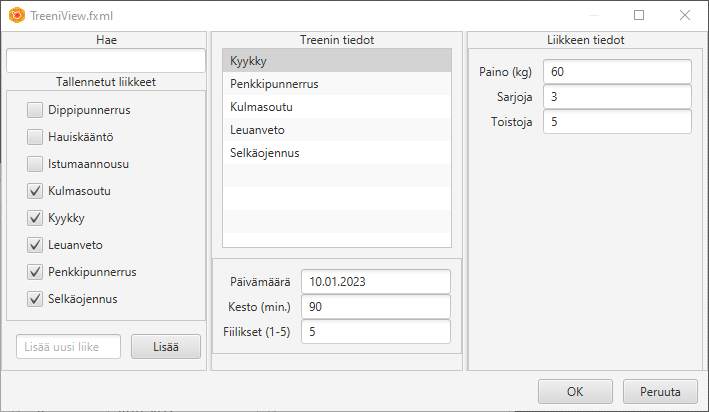 TreeniView.fxml
Hae
Tallennetut liikkeet
Dippipunnerrus
Hauiskääntö
Istumaannousu
Kulmasoutu
Kyykky
Leuanveto
Penkkipunnerrus
Selkäojennus
Lisää uusi liike
Lisää
Treenin tiedot
Kyykky
Penkkipunnerrus
Kulmasoutu
Leuanveto
Selkäojennus
Päivämäärä 10.01.2023
Kesto (min.) 90
Fiilikset (1-5) 5
Liikkeen tiedot
Paino (kg) 60
Sarjoja 3
Toistoja 5
OK
Peruuta